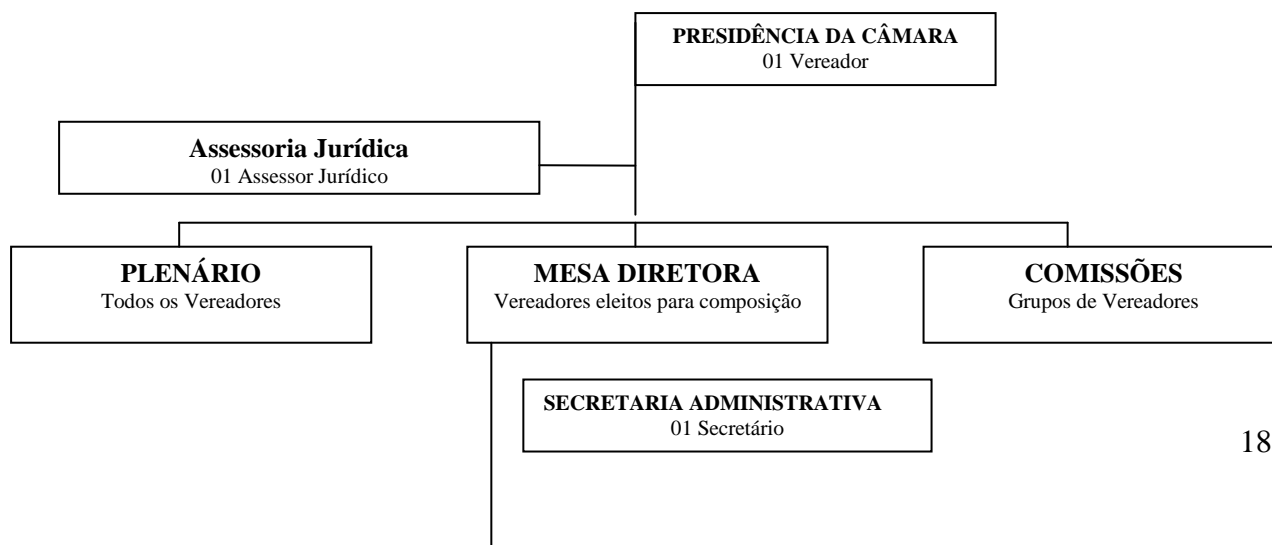 PRESIDÊNCIA DA CÂMARA
01 Vereador
Assessoria Jurídica
01 Assessor Jurídico
PLENÁRIO
Todos os Vereadores
MESA DIRETORA
Vereadores eleitos para composição
COMISSÕES
Grupos de Vereadores
SECRETARIA ADMINISTRATIVA
01 Secretário
18